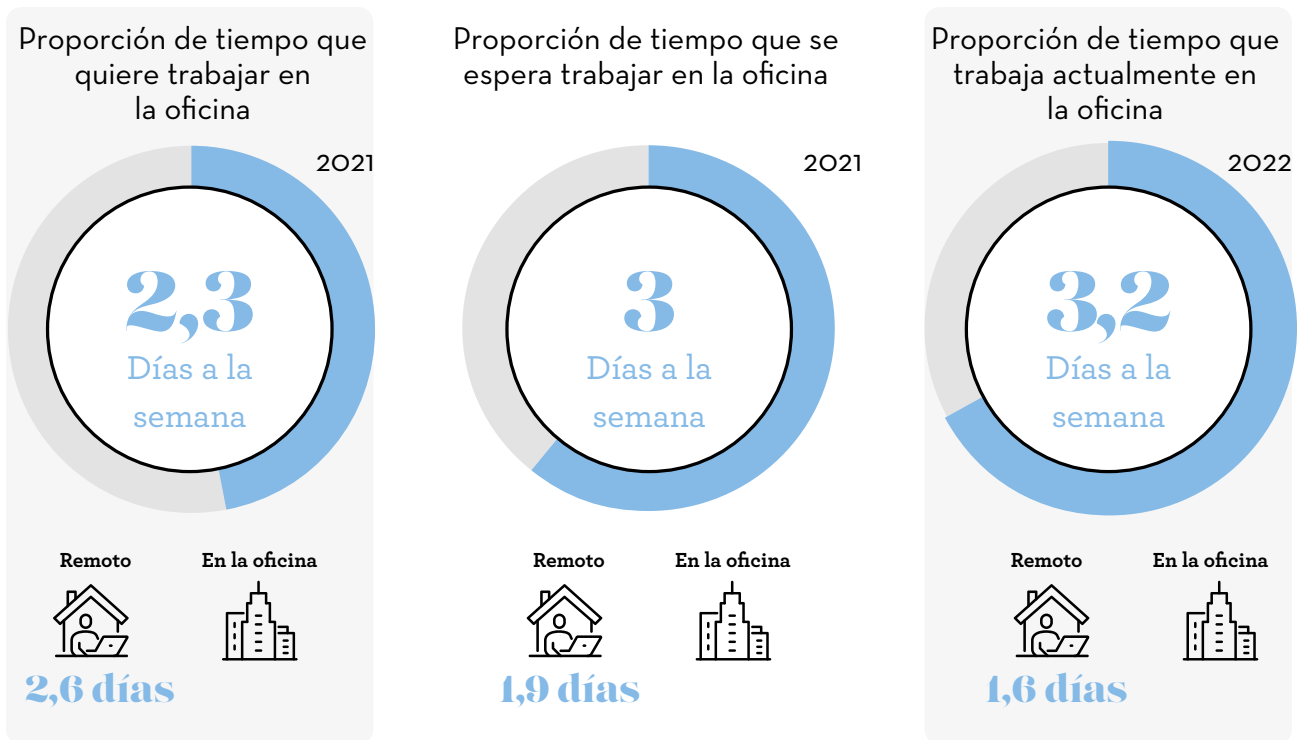 Proporción de tiempo que
quiere trabajar en
la oficina
2021
2,3
Días a la
semana
Remoto
En la oficina
2,6 días
Proporción de tiempo que se
espera trabajar en la oficina
2021
3
Días a la
semana
Remoto
En la oficina
1,9 días
Proporción de tiempo que
trabaja actualmente en
la oficina
2022
3,2
Días a la
semana
Remoto
En la oficina
1,6 días